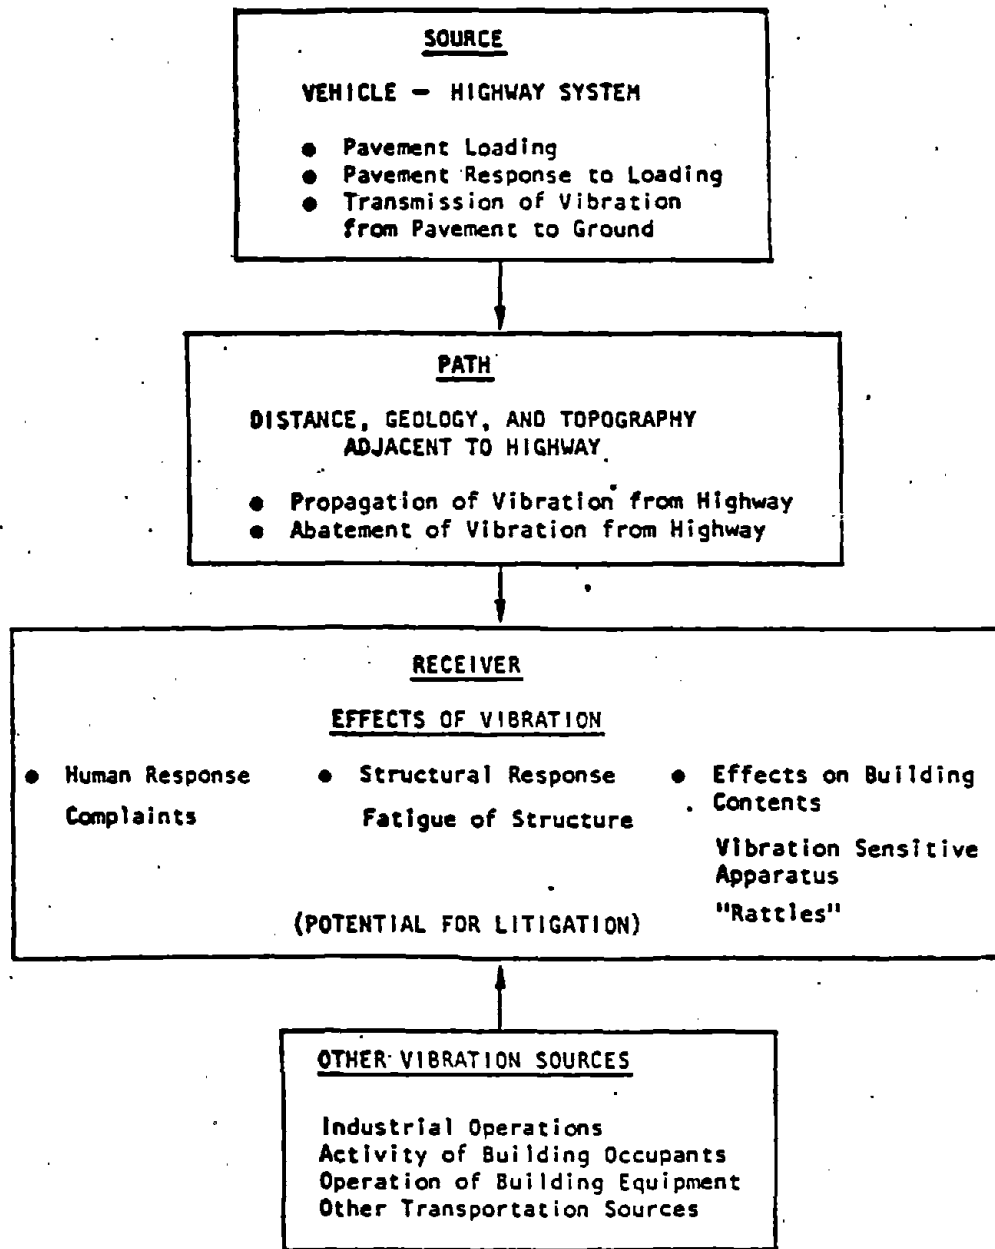 SOURCE
VEHICLE — HIGHWAY SYSTEM
● Pavement Loading
● Pavement Response to Loading
● Transmission of Vibration
from Pavement to Ground
PATH
DISTANCE, GEOLOGY, AND TOPOGRAPHY
ADJACENT TO HIGHWAY
● Propagation of Vibration from Highway
● Abatement of Vibration from Highway
RECEIVER
EFFECTS OF VIBRATION
● Human Response
Complaints
● Structural Response
Fatigue of Structure
● Effects on Building
Contents
Vibration Sensitive
Apparatus
"Rattles"
(POTENTIAL FOR LITIGATION)
OTHER VIBRATION SOURCES
Industrial Operations
Activity of Building Occupants
Operation of Building Equipment
Other Transportation Sources